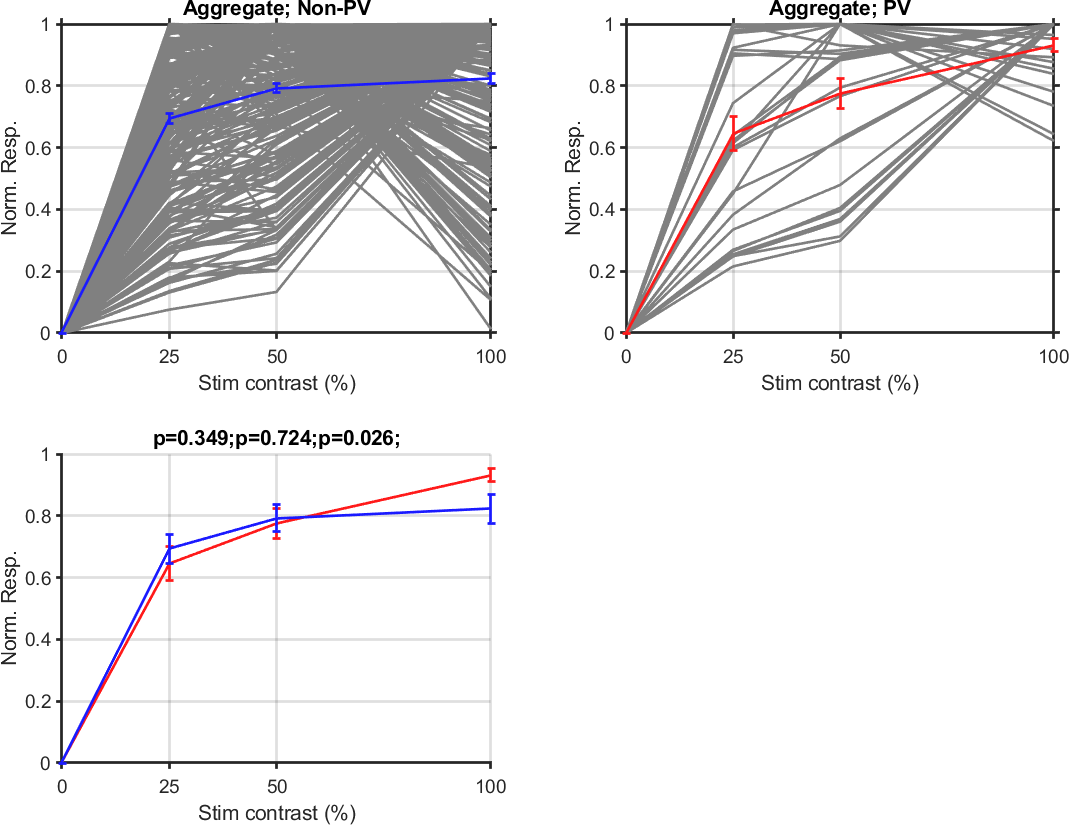 Aggregate; Non-PV
1
0.8
0.6
0.4
0.2
0
Norm. Resp.
0 25 50 100
Stim contrast (%)
Aggregate; PV
1
0.8
0.6
0.4
0.2
0
Norm. Resp.
0 25 50 100
Stim contrast (%)
p=0.349;p=0.724;p=0.026;
1
0.8
0.6
0.4
0.2
0
Norm. Resp.
0 25 50 100
Stim contrast (%)